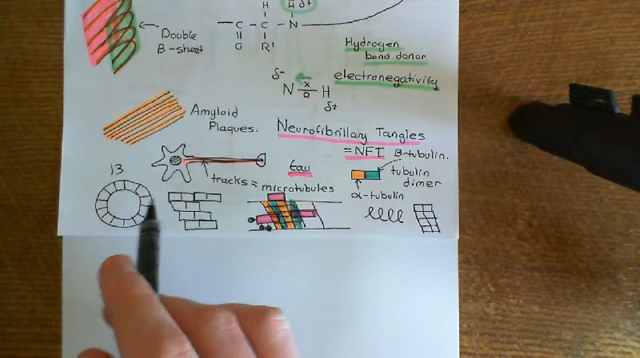 H H δ+
Double
B-sheet
- C - C - N
O R'
Hydrogen
bond donor
electronegativity
δ-
N x o H
δ+
Amyloid
Plaques.
Neurofibrillary Tangles
= NFT
B-tubulin.
tau
tubulin
dimer
tracks = microtubules
α-tubulin
13